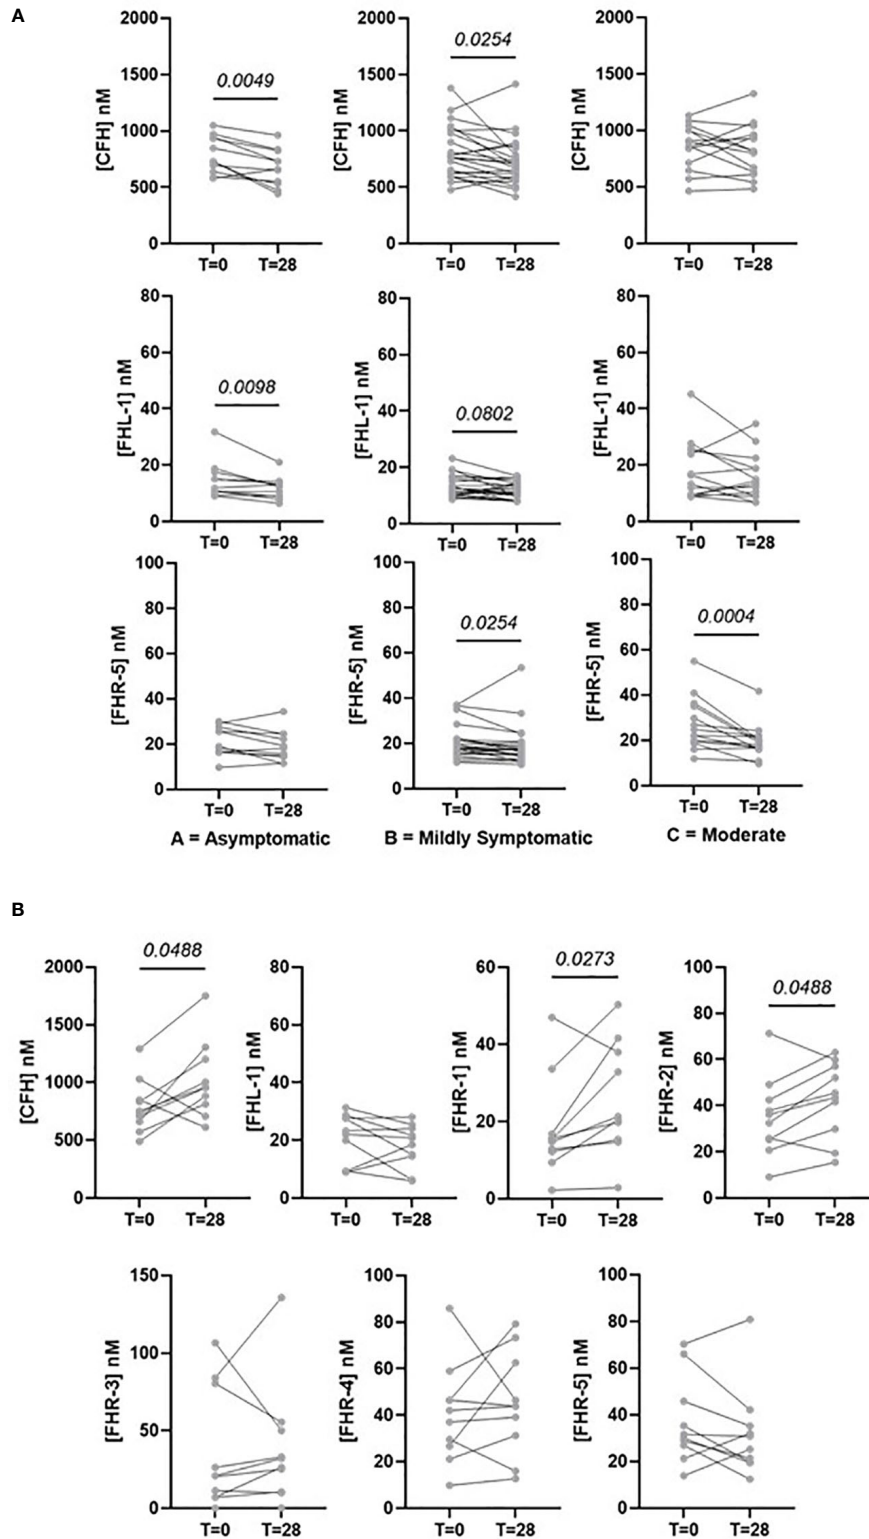 A
0.0049
0.0254
[CFH] nM
2000
1500
1000
500
0
T=0 T=28
[CFH] nM
2000
1500
1000
500
0
T=0 T=28
[CFH] nM
2000
1500
1000
500
0
T=0 T=28
0.0098
0.0802
[FHL-1] nM
80
60
40
20
0
T=0 T=28
[FHL-1] nM
80
60
40
20
0
T=0 T=28
[FHL-1] nM
80
60
40
20
0
T=0 T=28
0.0254
0.0004
[FHR-5] nM
100
80
60
40
20
0
T=0 T=28
[FHR-5] nM
100
80
60
40
20
0
T=0 T=28
[FHR-5] nM
100
80
60
40
20
0
T=0 T=28
A = Asymptomatic
B = Mildly Symptomatic
C = Moderate
B
0.0488
[CFH] nM
2000
1500
1000
500
0
T=0 T=28
[FHL-1] nM
80
60
40
20
0
T=0 T=28
0.0273
[FHR-1] nM
60
40
20
0
T=0 T=28
0.0488
[FHR-2] nM
100
80
60
40
20
0
T=0 T=28
[FHR-3] nM
150
100
50
0
T=0 T=28
[FHR-4] nM
100
80
60
40
20
0
T=0 T=28
[FHR-5] nM
100
80
60
40
20
0
T=0 T=28